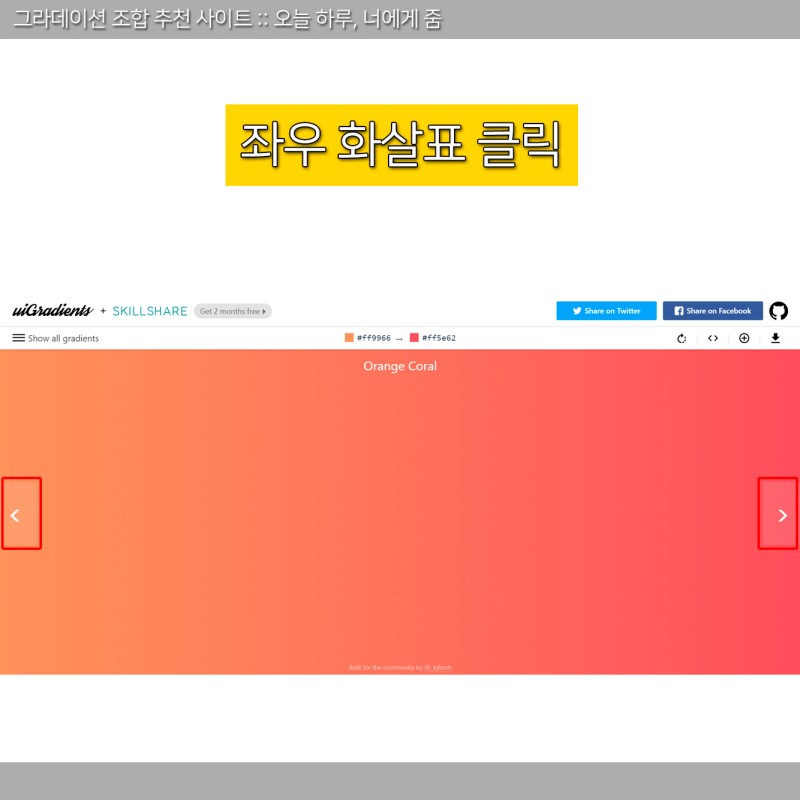 그라데이션 조합 추천 사이트 :: 오늘 하루, 너에게 줌
좌우 화살표 클릭
uiGradients + SKILLSHARE Get 2 months free Share on Twitter Share on Facebook
Show all gradients #ff9966 → #ff5e62
Orange Coral
Built for the community by